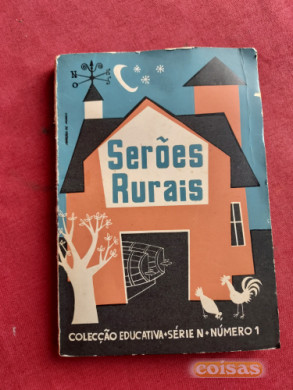 N
O
Serões
Rurais
COLECÇÃO EDUCATIVA • SÉRIE N • NÚMERO 1
coisas